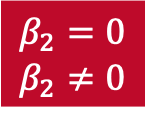 β₂ = 0
β₂ ≠ 0